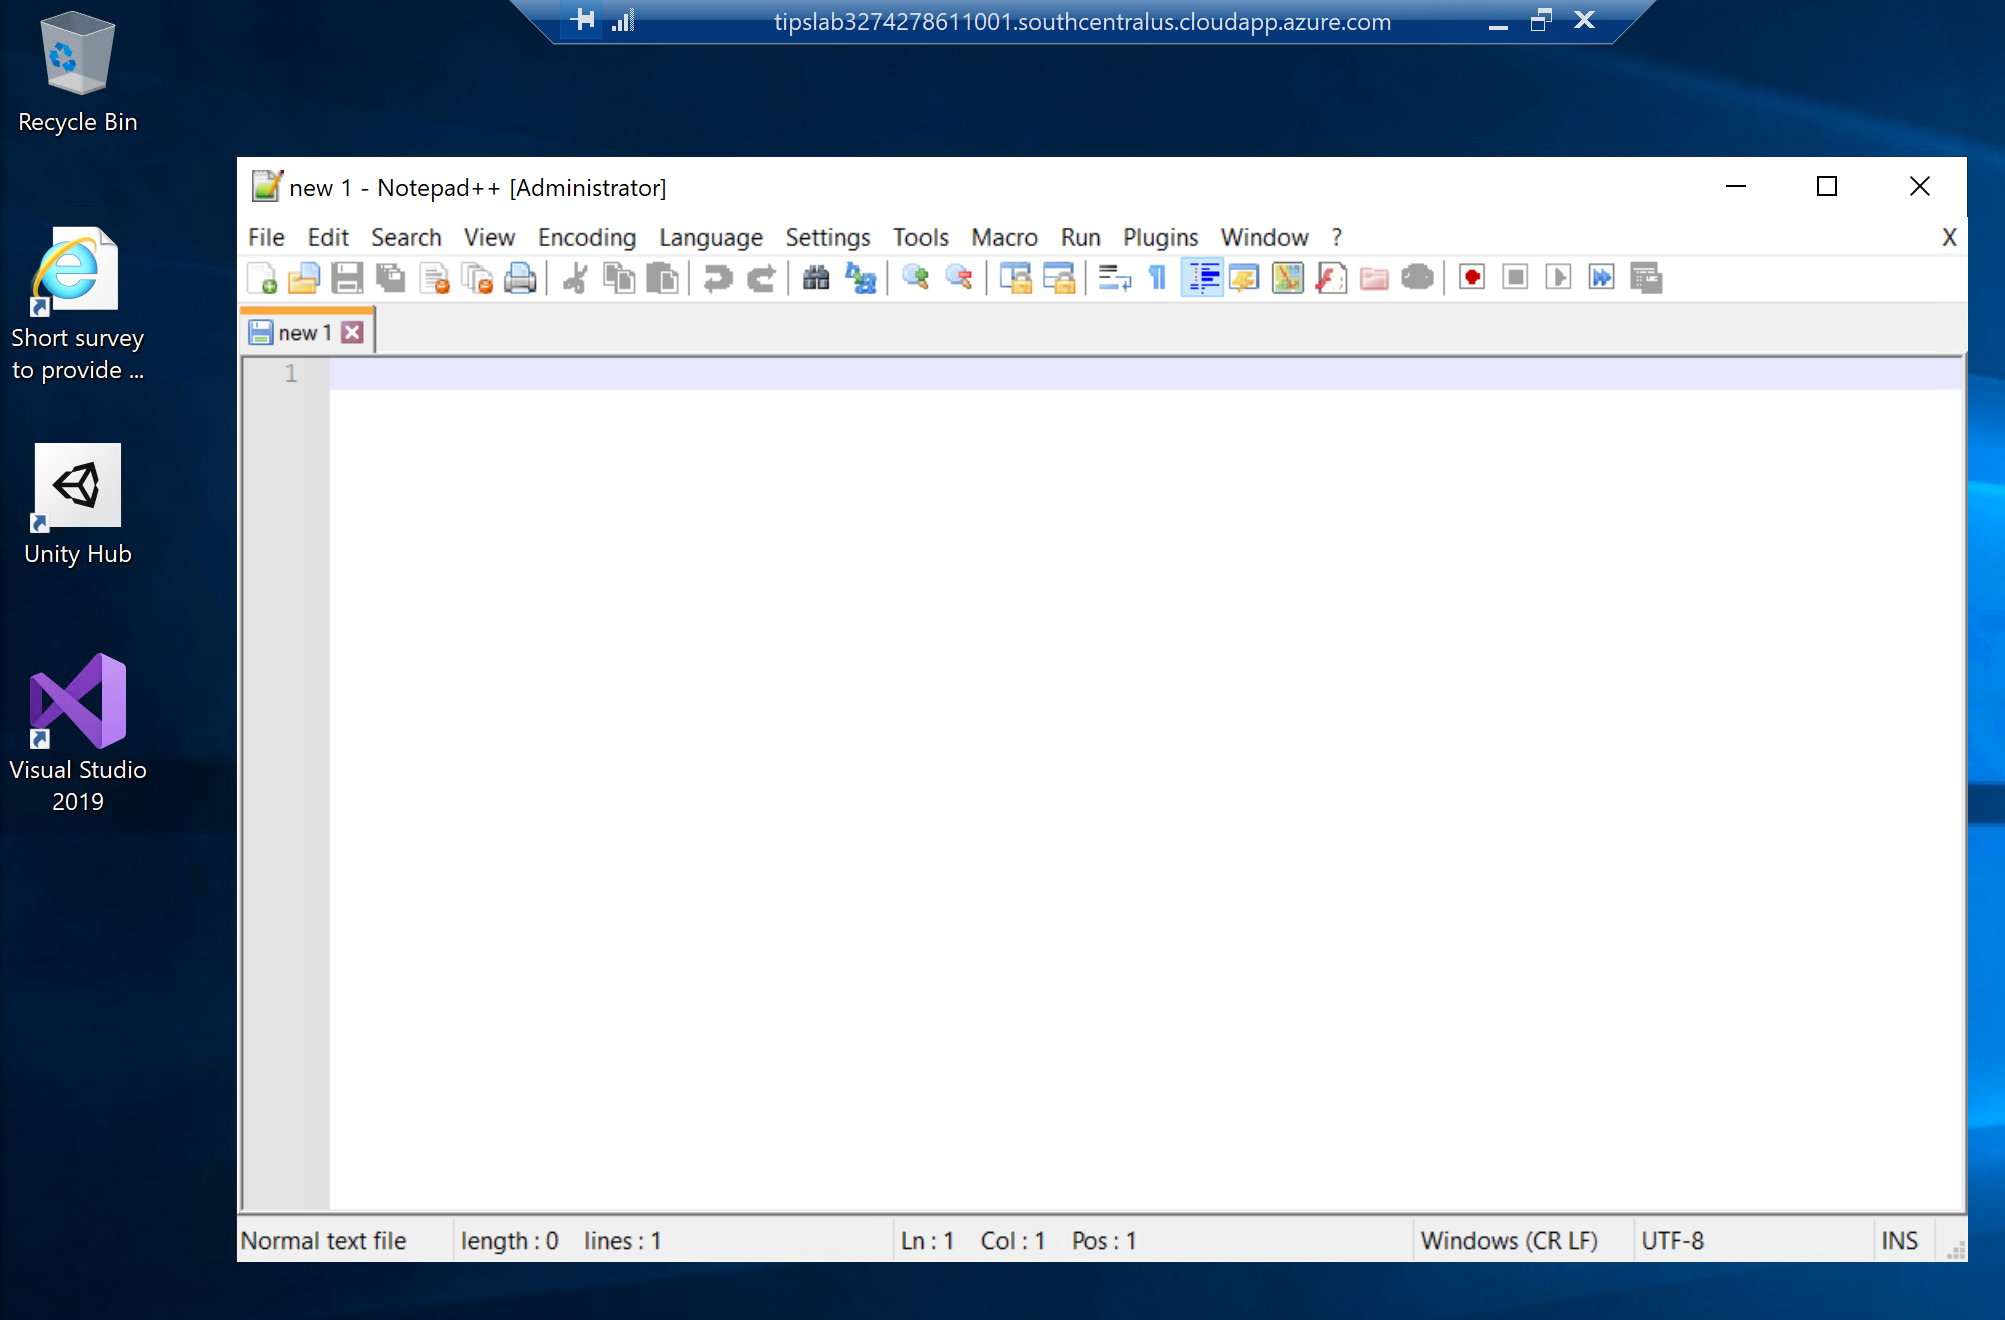 tipslab3274278611001.southcentralus.cloudapp.azure.com
Recycle Bin
Short survey
to provide ...
Unity Hub
Visual Studio
2019
new 1 - Notepad++ [Administrator]
File Edit Search View Encoding Language Settings Tools Macro Run Plugins Window ? X
new 1
1
Normal text file length : 0 lines : 1 Ln : 1 Col : 1 Pos : 1 Windows (CR LF) UTF-8 INS